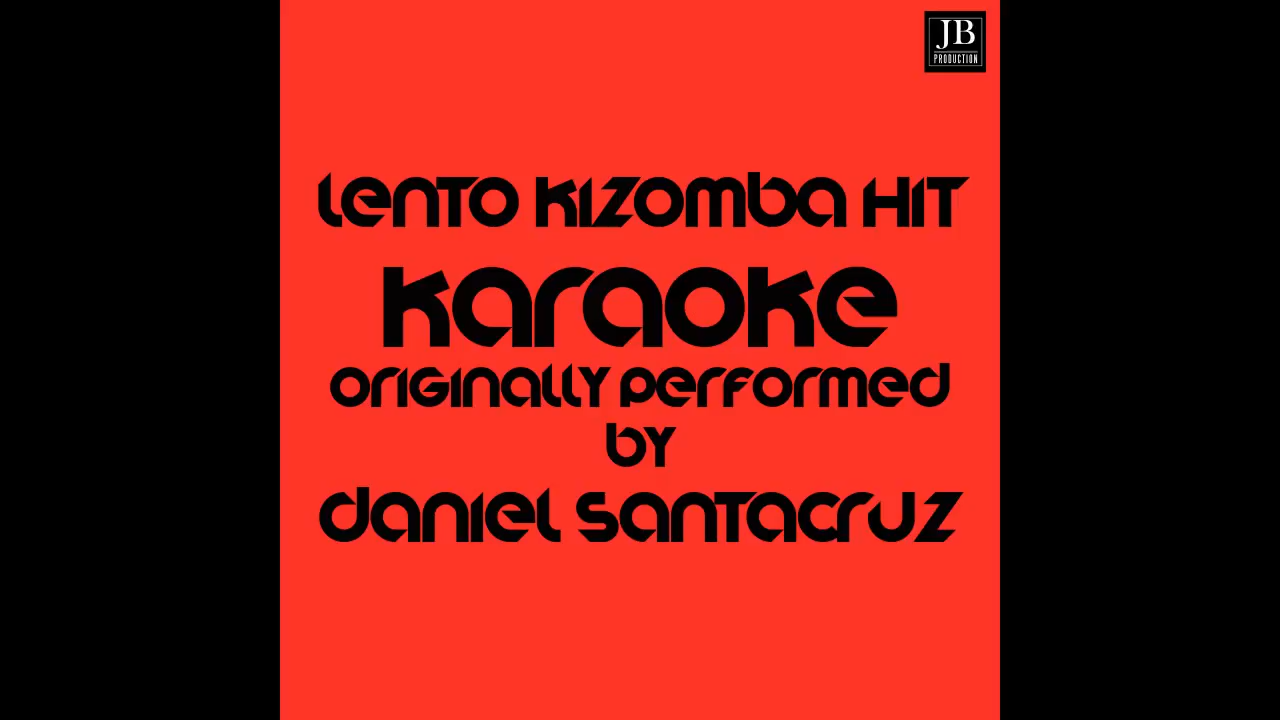 JB
PRODUCTION
Lento Kizomba Hit
Karaoke
Originally Performed
by
Daniel Santacruz